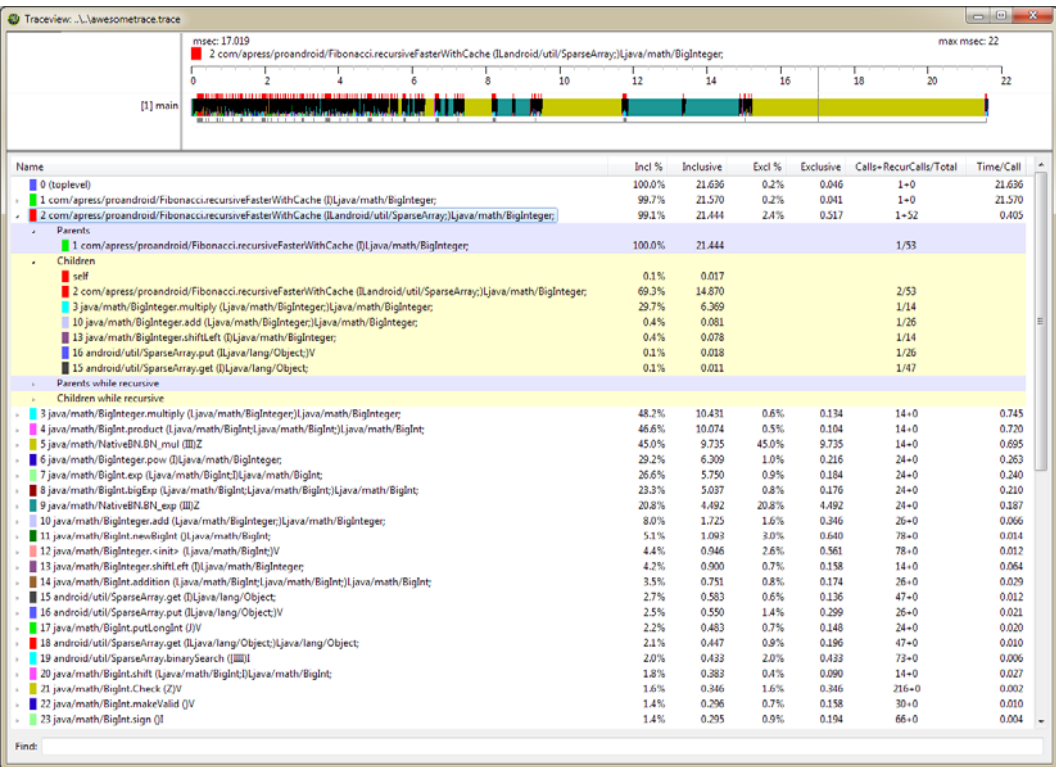 Traceview: ..\..\awesometrace.trace
msec: 17.019 max msec: 22
2 com/apress/proandroid/Fibonacci.recursiveFasterWithCache (ILandroid/util/SparseArray;)Ljava/math/BigInteger;
0 2 4 6 8 10 12 14 16 18 20 22
[1] main
Name Incl % Inclusive Excl % Exclusive Calls+RecurCalls/Total Time/Call
0 (toplevel) 100.0% 21.636 0.2% 0.046 1+0 21.636
1 com/apress/proandroid/Fibonacci.recursiveFasterWithCache (I)Ljava/math/BigInteger; 99.7% 21.570 0.2% 0.041 1+0 21.570
2 com/apress/proandroid/Fibonacci.recursiveFasterWithCache (ILandroid/util/SparseArray;)Ljava/math/BigInteger; 99.1% 21.444 2.4% 0.517 1+52 0.405
Parents
1 com/apress/proandroid/Fibonacci.recursiveFasterWithCache (I)Ljava/math/BigInteger; 100.0% 21.444 1/53
Children
self 0.1% 0.017
2 com/apress/proandroid/Fibonacci.recursiveFasterWithCache (ILandroid/util/SparseArray;)Ljava/math/BigInteger; 69.3% 14.870 2/53
3 java/math/BigInteger.multiply (Ljava/math/BigInteger;)Ljava/math/BigInteger; 29.7% 6.369 1/14
10 java/math/BigInteger.add (Ljava/math/BigInteger;)Ljava/math/BigInteger; 0.4% 0.081 1/26
13 java/math/BigInteger.shiftLeft (I)Ljava/math/BigInteger; 0.4% 0.078 1/14
16 android/util/SparseArray.put (ILjava/lang/Object;)V 0.1% 0.018 1/26
15 android/util/SparseArray.get (I)Ljava/lang/Object; 0.1% 0.011 1/47
Parents while recursive
Children while recursive
3 java/math/BigInteger.multiply (Ljava/math/BigInteger;)Ljava/math/BigInteger; 48.2% 10.431 0.6% 0.134 14+0 0.745
4 java/math/BigInt.product (Ljava/math/BigInt;Ljava/math/BigInt;)Ljava/math/BigInt; 46.6% 10.074 0.5% 0.104 14+0 0.720
5 java/math/NativeBN.BN_mul (III)Z 45.0% 9.735 45.0% 9.735 14+0 0.695
6 java/math/BigInteger.pow (I)Ljava/math/BigInteger; 29.2% 6.309 1.0% 0.216 24+0 0.263
7 java/math/BigInt.exp (Ljava/math/BigInt;I)Ljava/math/BigInt; 26.6% 5.750 0.9% 0.184 24+0 0.240
8 java/math/BigInt.bigExp (Ljava/math/BigInt;Ljava/math/BigInt;)Ljava/math/BigInt; 23.3% 5.037 0.8% 0.176 24+0 0.210
9 java/math/NativeBN.BN_exp (III)Z 20.8% 4.492 20.8% 4.492 24+0 0.187
10 java/math/BigInteger.add (Ljava/math/BigInteger;)Ljava/math/BigInteger; 8.0% 1.725 1.6% 0.346 26+0 0.066
11 java/math/BigInt.newBigInt ()Ljava/math/BigInt; 5.1% 1.093 3.0% 0.640 78+0 0.014
12 java/math/BigInteger.<init> (Ljava/math/BigInt;)V 4.4% 0.946 2.6% 0.561 78+0 0.012
13 java/math/BigInteger.shiftLeft (I)Ljava/math/BigInteger; 4.2% 0.900 0.7% 0.158 14+0 0.064
14 java/math/BigInt.addition (Ljava/math/BigInt;Ljava/math/BigInt;)Ljava/math/BigInt; 3.5% 0.751 0.8% 0.174 26+0 0.029
15 android/util/SparseArray.get (I)Ljava/lang/Object; 2.7% 0.583 0.6% 0.136 47+0 0.012
16 android/util/SparseArray.put (ILjava/lang/Object;)V 2.5% 0.550 1.4% 0.299 26+0 0.021
17 java/math/BigInt.putLongInt (J)V 2.2% 0.483 0.7% 0.148 24+0 0.020
18 android/util/SparseArray.get (ILjava/lang/Object;)Ljava/lang/Object; 2.1% 0.447 0.9% 0.196 47+0 0.010
19 android/util/SparseArray.binarySearch ([IIII)I 2.0% 0.433 2.0% 0.433 73+0 0.006
20 java/math/BigInt.shift (Ljava/math/BigInt;I)Ljava/math/BigInt; 1.8% 0.383 0.4% 0.090 14+0 0.027
21 java/math/BigInt.Check (Z)V 1.6% 0.346 1.6% 0.346 216+0 0.002
22 java/math/BigInt.makeValid ()V 1.4% 0.296 0.7% 0.158 30+0 0.010
23 java/math/BigInt.sign ()I 1.4% 0.295 0.9% 0.194 66+0 0.004
Find: